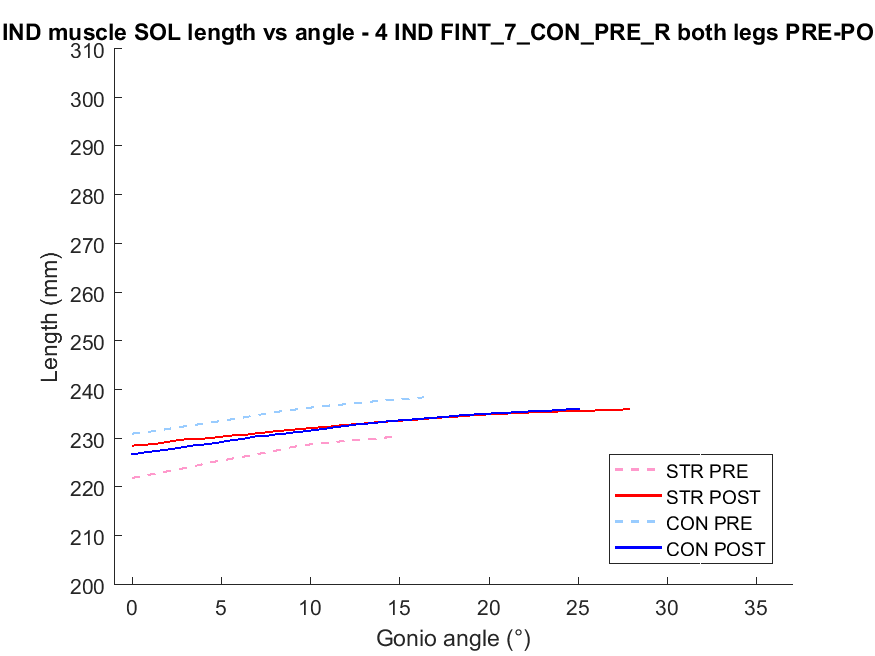 IND muscle SOL length vs angle - 4 IND FINT_7_CON_PRE_R both legs PRE-PO
310
300
290
280
270
260
250
240
230
220
210
200
Length (mm)
0 5 10 15 20 25 30 35
Gonio angle (°)
STR PRE
STR POST
CON PRE
CON POST